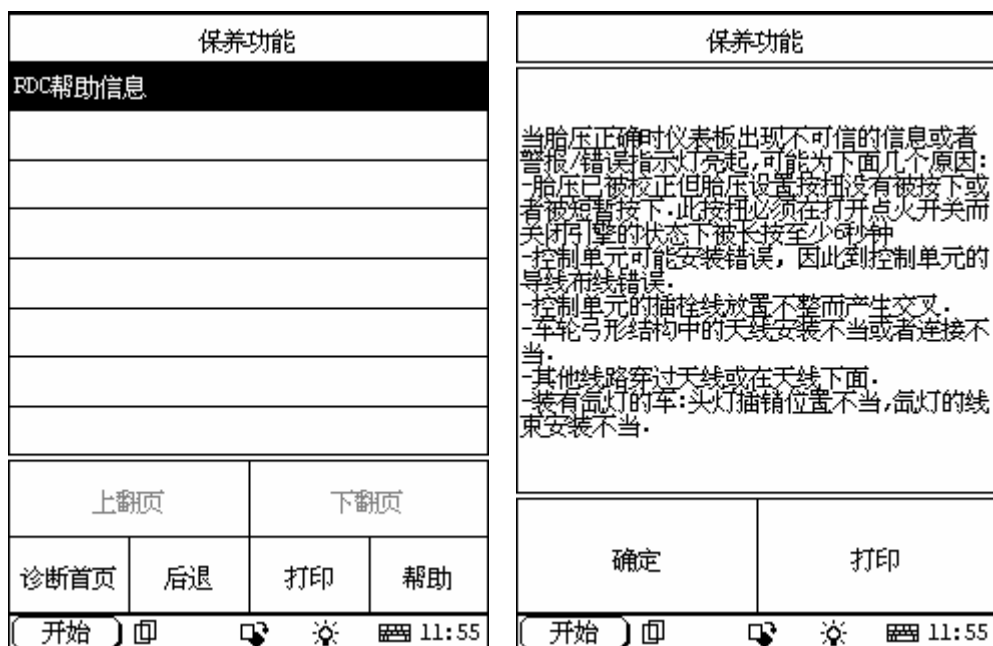 保养功能
RDC帮助信息
上翻页
下翻页
诊断首页
后退
打印
帮助
开始
11:55
保养功能
当胎压正确时仪表板出现不可信的信息或者
警报/错误指示灯亮起,可能为下面几个原因:
-胎压已被校正但胎压设置按扭没有被按下或
者被短暂按下.此按扭必须在打开点火开关而
关闭引擎的状态下被长按至少6秒钟
-控制单元可能安装错误，因此到控制单元的
导线布线错误.
-控制单元的插栓线放置不整而产生交叉.
-车轮弓形结构中的天线安装不当或者连接不
当.
-其他线路穿过天线或在天线下面.
-装有氙灯的车:头灯插销位置不当,氙灯的线
束安装不当.
确定
打印
开始
11:55